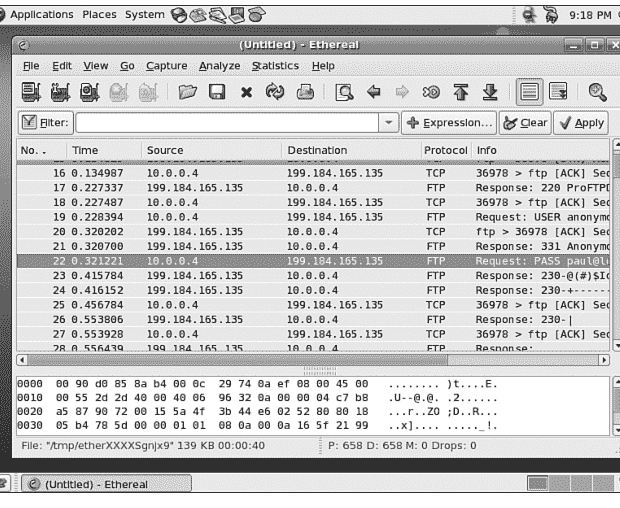 Applications Places System 9:18 PM
(Untitled) - Ethereal
File Edit View Go Capture Analyze Statistics Help
Filter: Expression... Clear Apply
No. . Time Source Destination Protocol Info
16 0.134987 10.0.0.4 199.184.165.135 TCP 36978 > ftp [ACK] Sec
17 0.227337 199.184.165.135 10.0.0.4 FTP Response: 220 ProFTPD
18 0.227487 10.0.0.4 199.184.165.135 TCP 36978 > ftp [ACK] Sec
19 0.228394 10.0.0.4 199.184.165.135 FTP Request: USER anonymo
20 0.320202 199.184.165.135 10.0.0.4 TCP ftp > 36978 [ACK] Sec
21 0.320700 199.184.165.135 10.0.0.4 FTP Response: 331 Anonymo
22 0.321221 10.0.0.4 199.184.165.135 FTP Request: PASS paul@l
23 0.415784 199.184.165.135 10.0.0.4 FTP Response: 230-@(#)$Id
24 0.416152 199.184.165.135 10.0.0.4 FTP Response: 230-+------
25 0.456784 10.0.0.4 199.184.165.135 TCP 36978 > ftp [ACK] Sec
26 0.553806 199.184.165.135 10.0.0.4 FTP Response: 230-|
27 0.553928 10.0.0.4 199.184.165.135 TCP 36978 > ftp [ACK] Sec
28 0.556439 199.184.165.135 10.0.0.4 FTP Response:
0000 00 90 d0 85 8a b4 00 0c 29 74 0a ef 08 00 45 00 ........ )t....E.
0010 00 55 2d 2d 40 00 40 06 96 32 0a 00 00 04 c7 b8 .U--@.@. .2......
0020 a5 87 90 72 00 15 5a 4f 3b 44 e6 02 52 80 80 18 ...r..ZO ;D..R...
0030 05 b4 78 5d 00 00 01 01 08 0a 00 0a 16 5f 21 99 ..x].... ....._!.
File: "/tmp/etherXXXXSgnjx9" 139 KB 00:00:40 P: 658 D: 658 M: 0 Drops: 0
(Untitled) - Ethereal